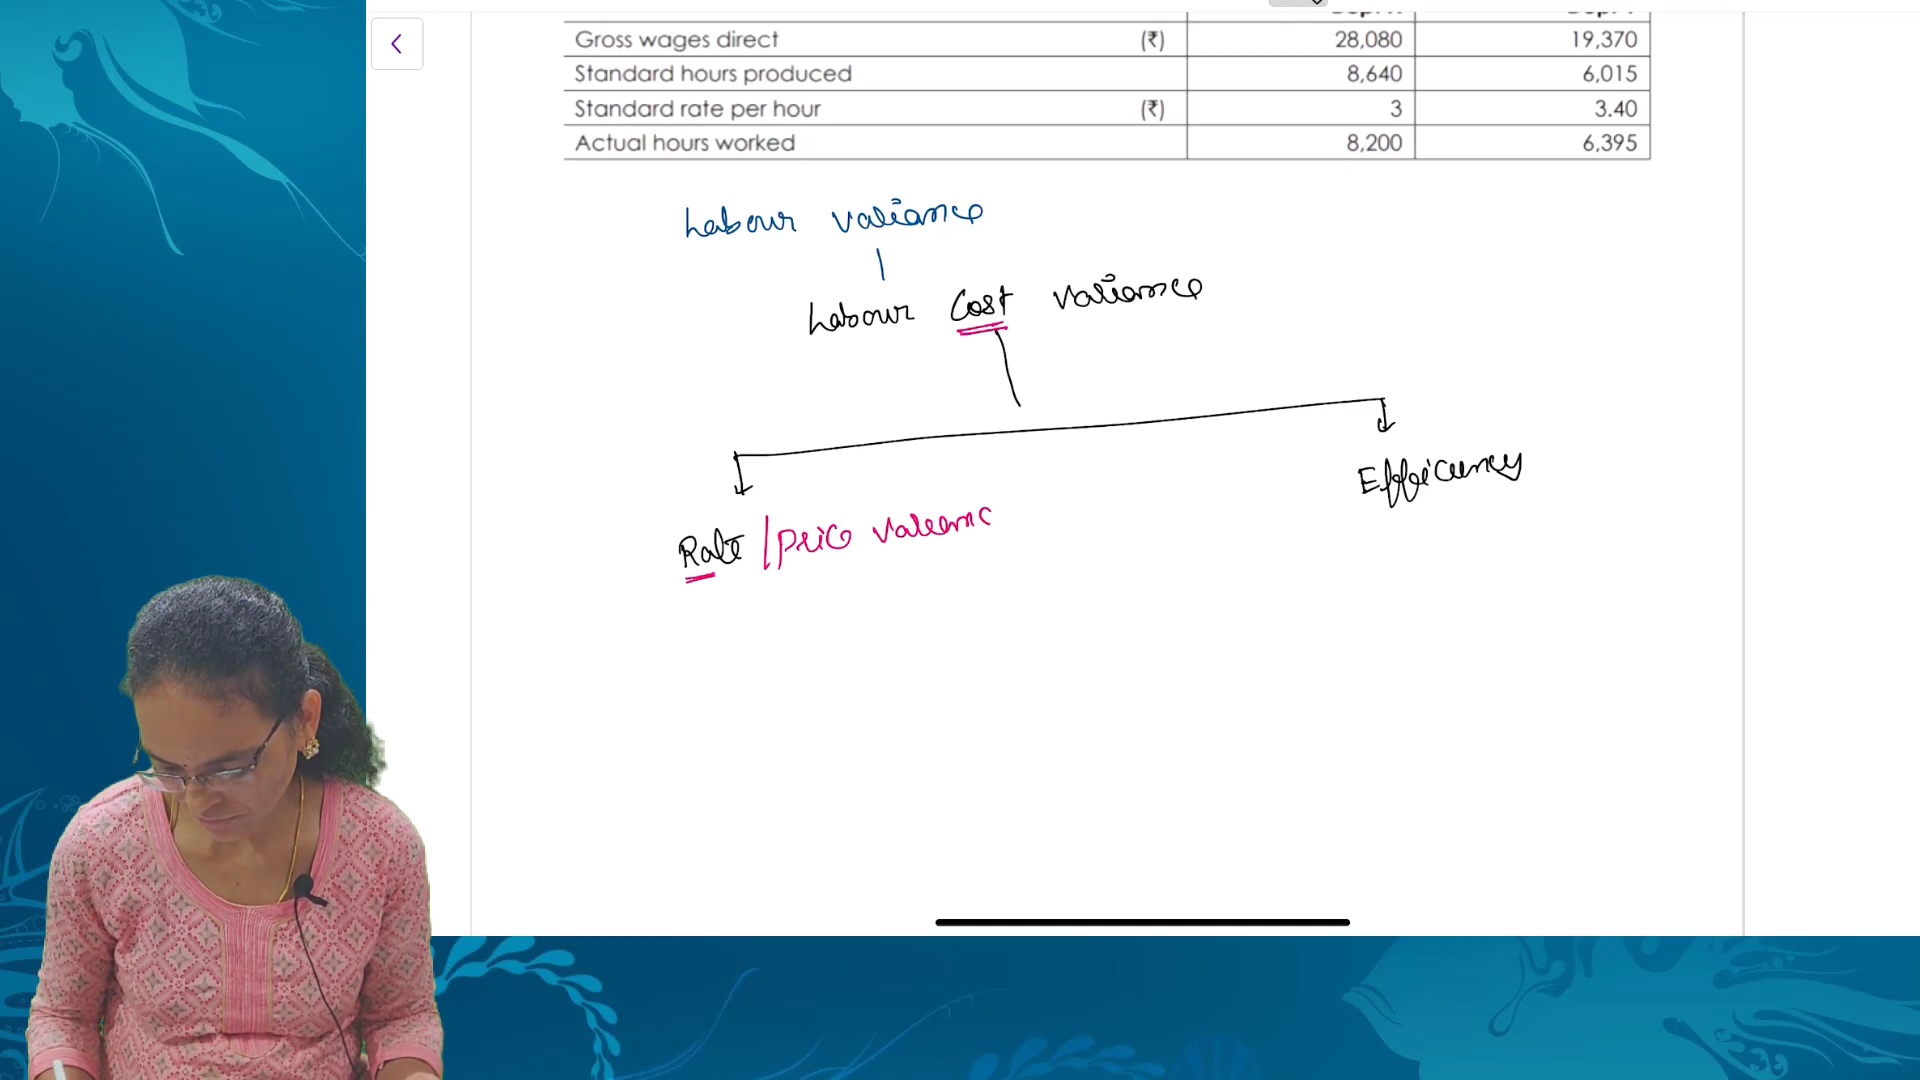 Gross wages direct (₹) 28,080 19,370
Standard hours produced 8,640 6,015
Standard rate per hour (₹) 3 3.40
Actual hours worked 8,200 6,395
Labour variance
Labour Cost variance
Efficiency
Rate / Price varianc